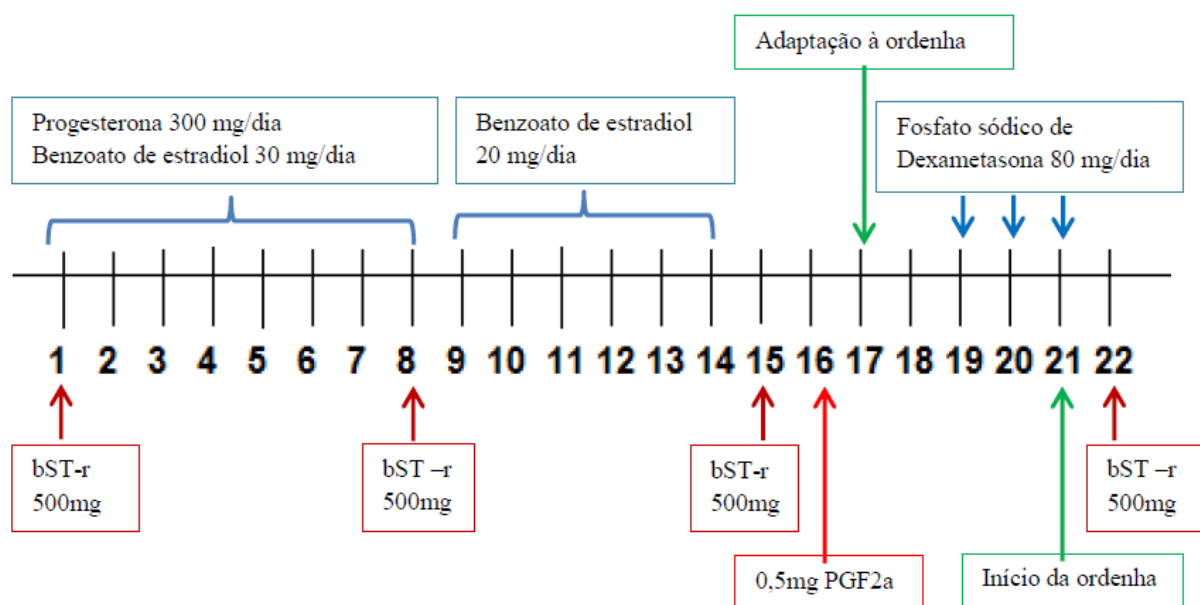 Adaptação à ordenha
Progesterona 300 mg/dia
Benzoato de estradiol 30 mg/dia
Benzoato de estradiol
20 mg/dia
Fosfato sódico de
Dexametasona 80 mg/dia
1 2 3 4 5 6 7 8 9 10 11 12 13 14 15 16 17 18 19 20 21 22
bST-r
500mg
bST –r
500mg
bST-r
500mg
bST –r
500mg
0,5mg PGF2a
Início da ordenha